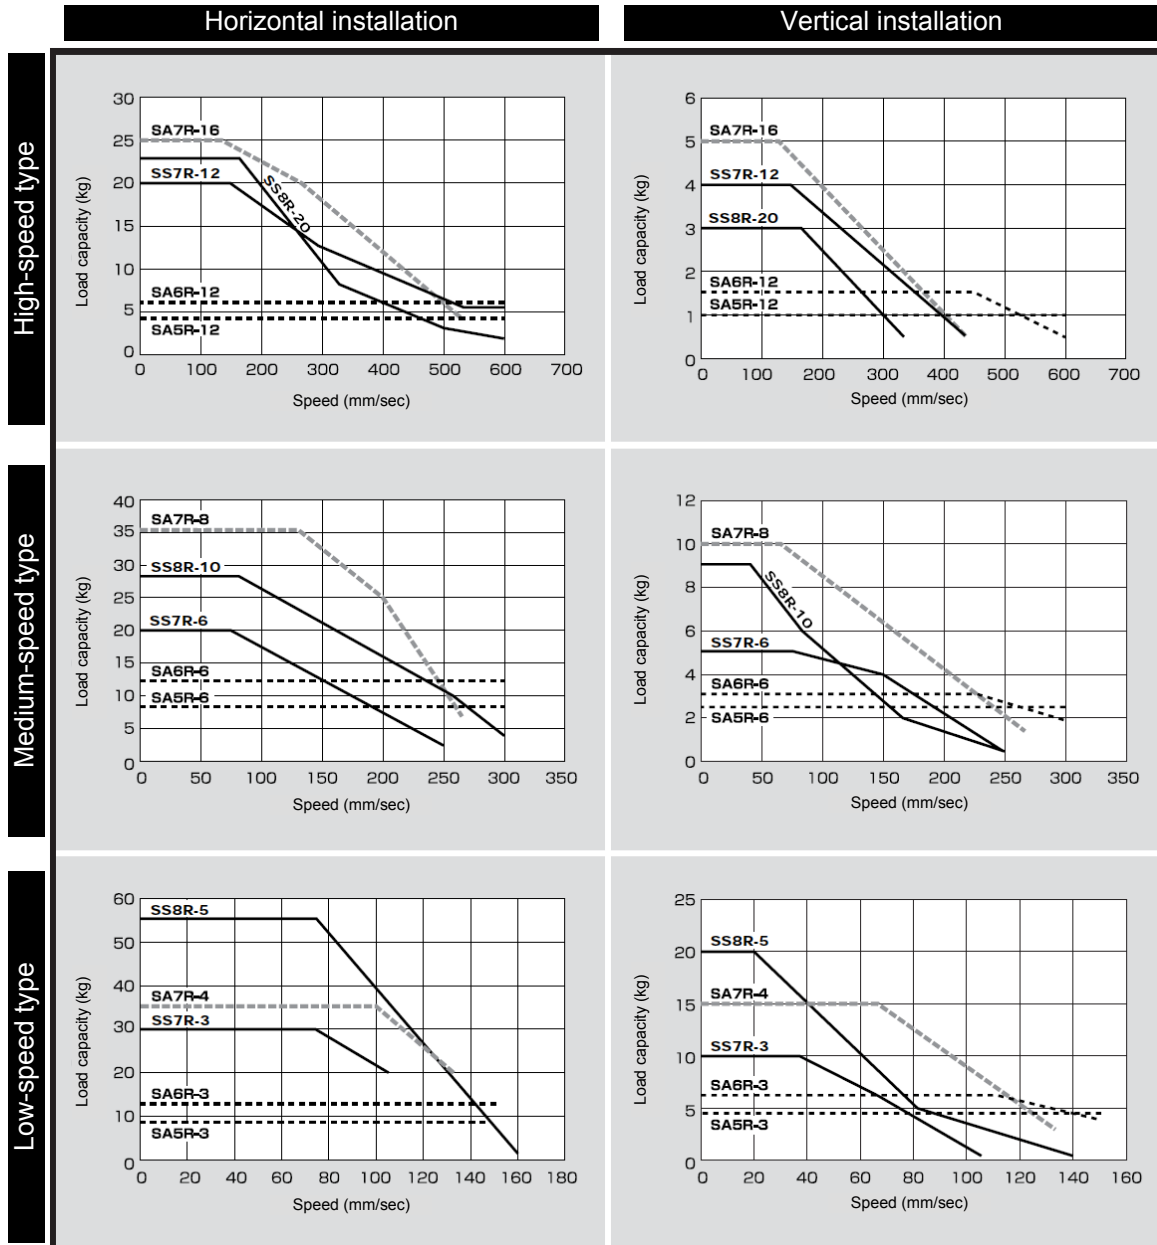 Horizontal installation
Vertical installation
High-speed type
Load capacity (kg)
30
25
20
15
10
5
0
SA7R-16
SS7R-12
SS8R-20
SA6R-12
SA5R-12
0 100 200 300 400 500 600 700
Speed (mm/sec)
Load capacity (kg)
6
5
4
3
2
1
0
SA7R-16
SS7R-12
SS8R-20
SA6R-12
SA5R-12
0 100 200 300 400 500 600 700
Speed (mm/sec)
Medium-speed type
Load capacity (kg)
40
35
30
25
20
15
10
5
0
SA7R-8
SS8R-10
SS7R-6
SA6R-6
SA5R-6
0 50 100 150 200 250 300 350
Speed (mm/sec)
Load capacity (kg)
12
10
8
6
4
2
0
SA7R-8
SS8R-10
SS7R-6
SA6R-6
SA5R-6
0 50 100 150 200 250 300 350
Speed (mm/sec)
Low-speed type
Load capacity (kg)
60
50
40
30
20
10
0
SS8R-5
SA7R-4
SS7R-3
SA6R-3
SA5R-3
0 20 40 60 80 100 120 140 160 180
Speed (mm/sec)
Load capacity (kg)
25
20
15
10
5
0
SS8R-5
SA7R-4
SS7R-3
SA6R-3
SA5R-3
0 20 40 60 80 100 120 140 160
Speed (mm/sec)